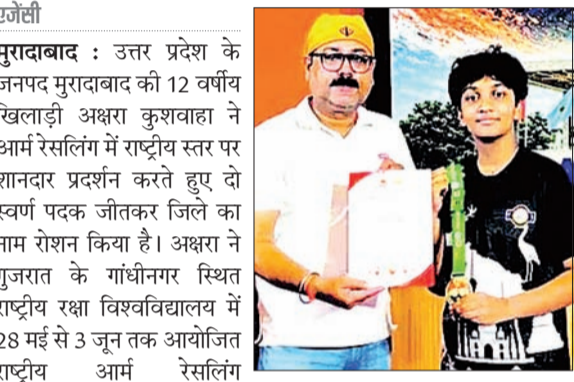 एजेंसी
मुरादाबाद : उत्तर प्रदेश के
जनपद मुरादाबाद की 12 वर्षीय
खिलाड़ी अक्षरा कुशवाहा ने
आर्म रेसलिंग में राष्ट्रीय स्तर पर
शानदार प्रदर्शन करते हुए दो
स्वर्ण पदक जीतकर जिले का
नाम रोशन किया है। अक्षरा ने
गुजरात के गांधीनगर स्थित
राष्ट्रीय रक्षा विश्वविद्यालय में
28 मई से 3 जून तक आयोजित
राष्ट्रीय आर्म रेसलिंग